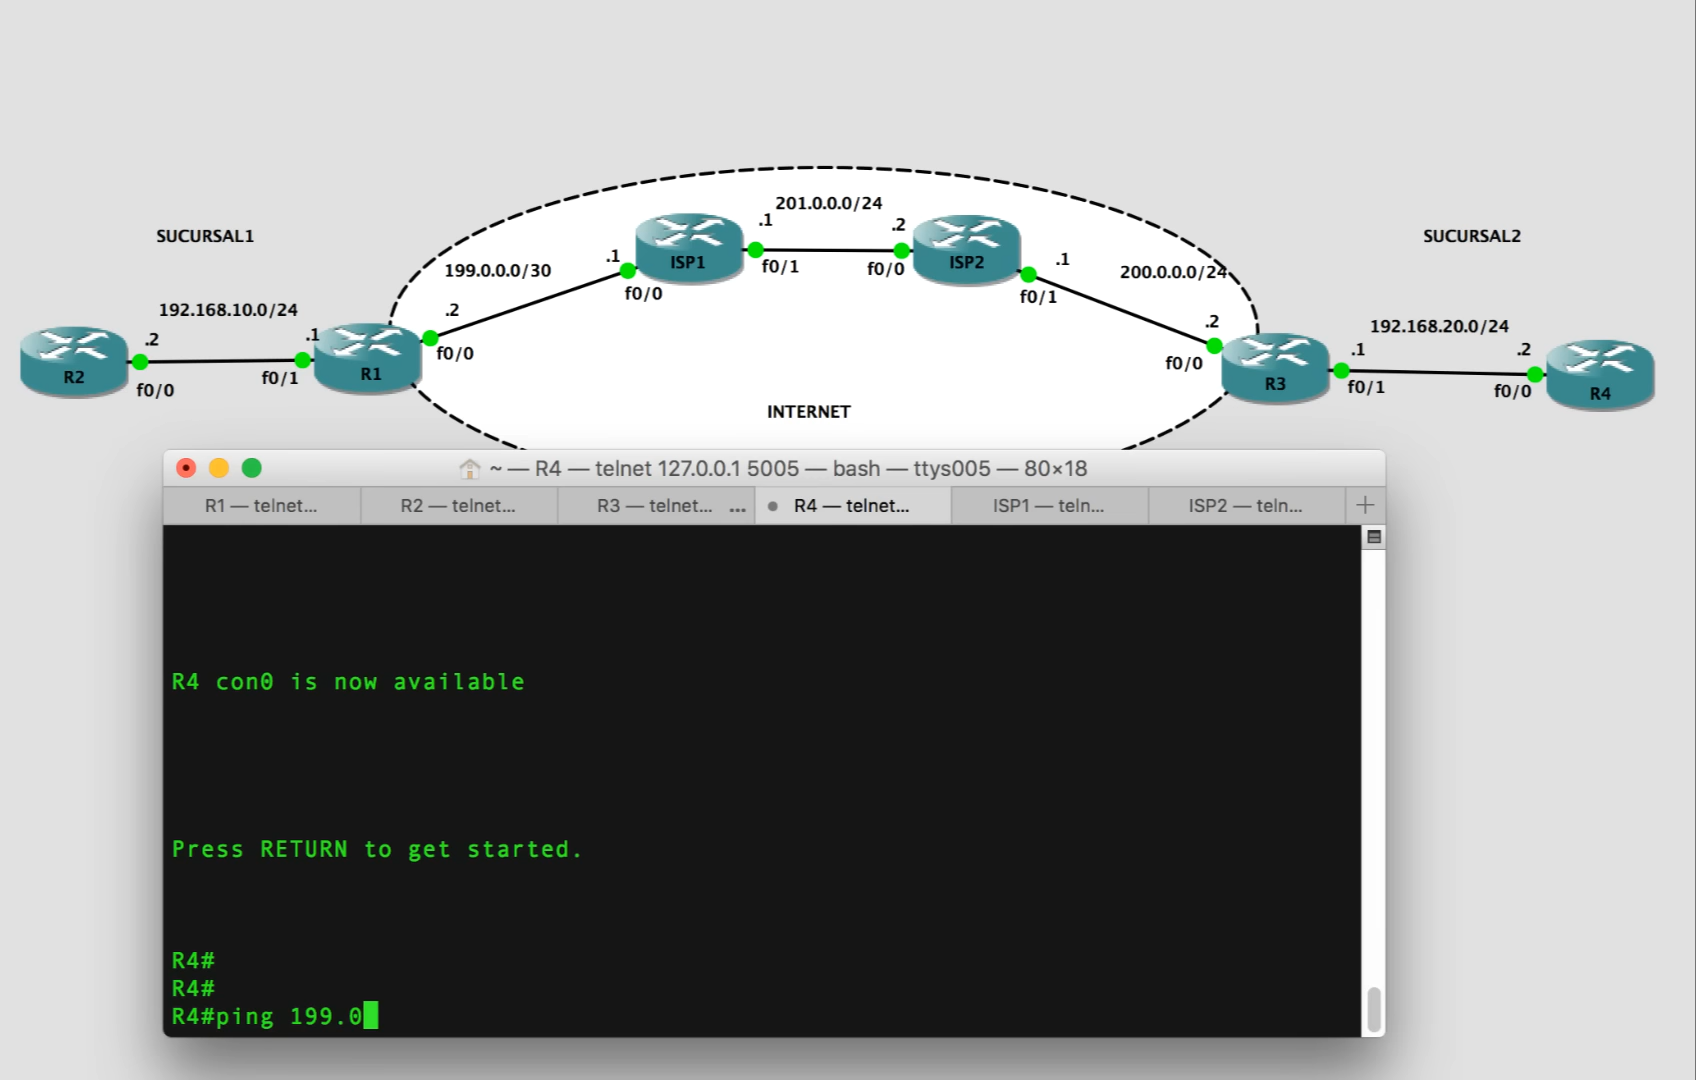 SUCURSAL1
SUCURSAL2
201.0.0.0/24
.1
.2
ISP1
f0/1
f0/0
ISP2
199.0.0.0/30
.1
f0/0
.1
f0/1
200.0.0.0/24
192.168.10.0/24
.2
.1
.2
R2
f0/0
f0/1
R1
f0/0
.2
f0/0
R3
192.168.20.0/24
.1
.2
f0/1
f0/0
R4
INTERNET
~ — R4 — telnet 127.0.0.1 5005 — bash — ttys005 — 80×18
R1 — telnet...
R2 — telnet...
R3 — telnet... ...
R4 — telnet...
ISP1 — teln...
ISP2 — teln...
+
R4 con0 is now available
Press RETURN to get started.
R4#
R4#
R4#ping 199.0